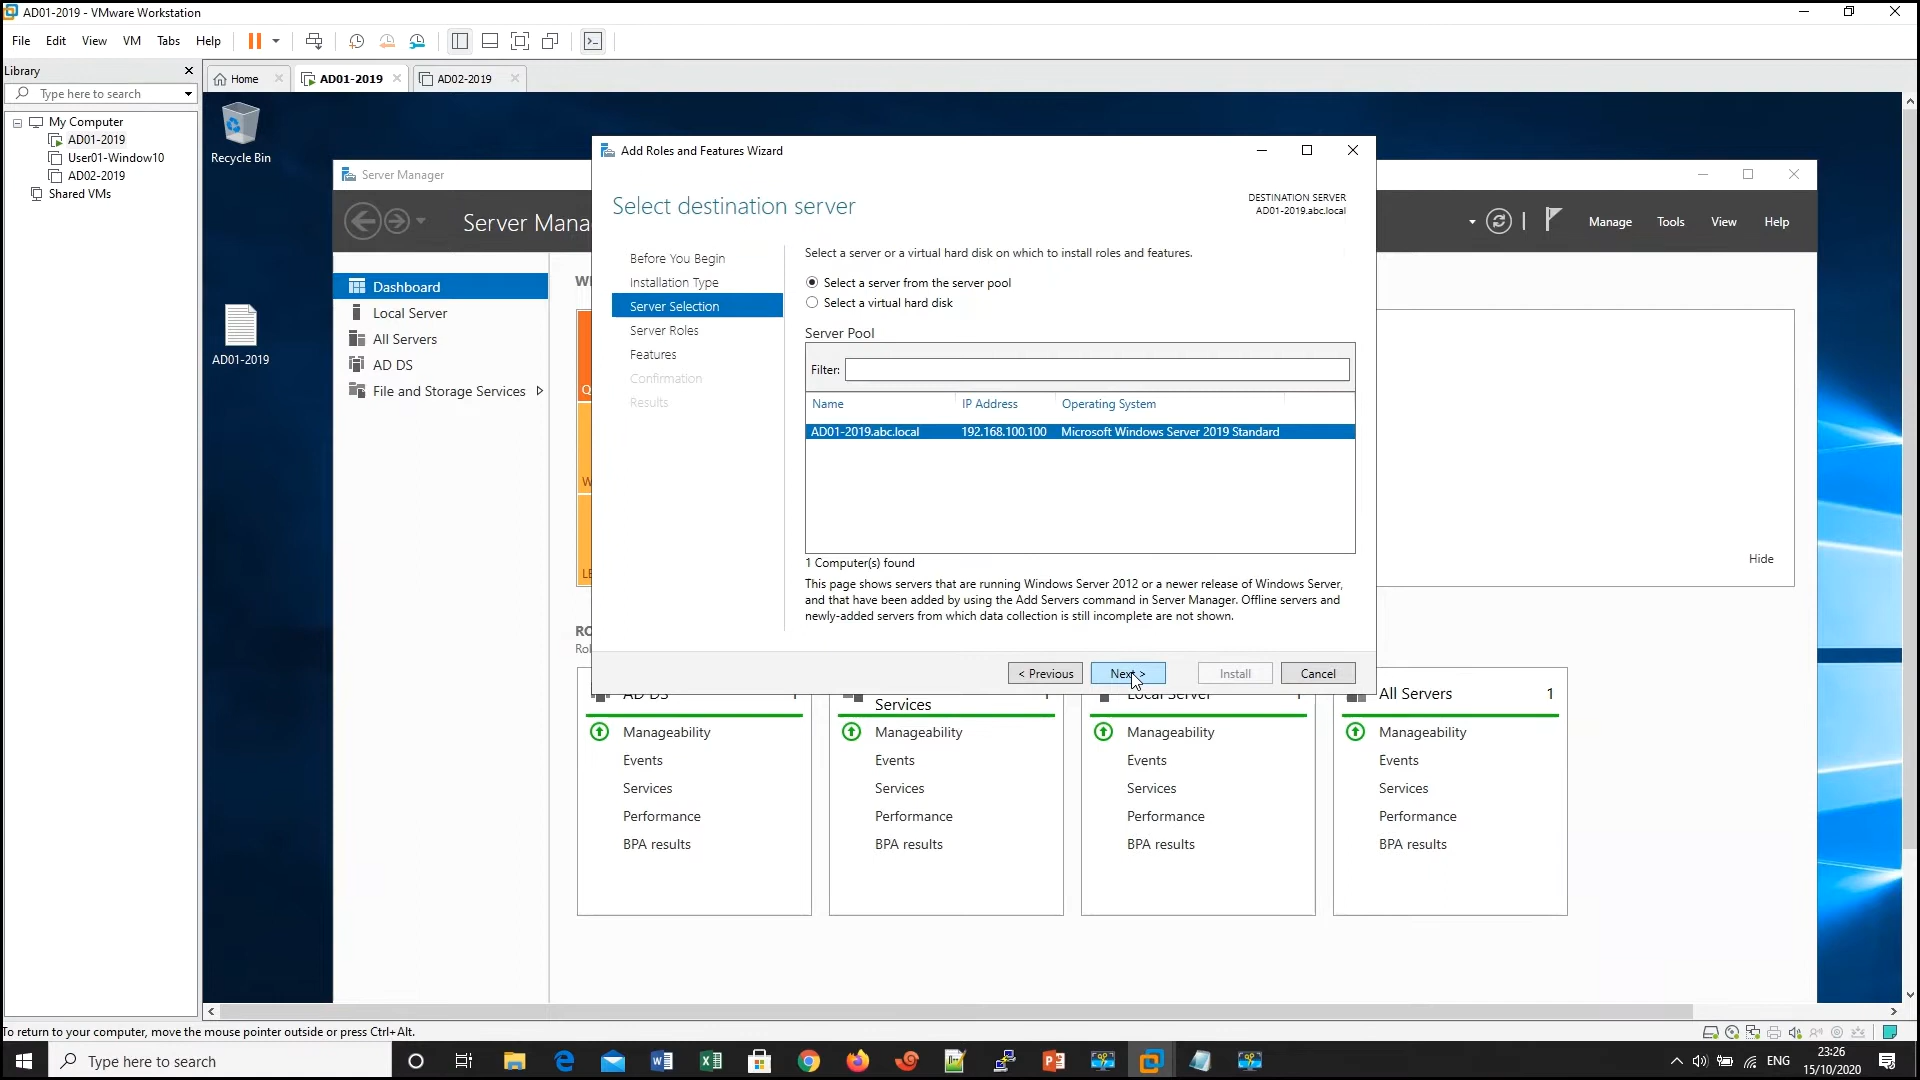 AD01-2019 - VMware Workstation
File Edit View VM Tabs Help
Library
Type here to search
My Computer
AD01-2019
User01-Window10
AD02-2019
Shared VMs
Home
AD01-2019
AD02-2019
Recycle Bin
AD01-2019
Server Manager
Server Mana
Manage Tools View Help
Dashboard
Local Server
All Servers
AD DS
File and Storage Services
Hide
Add Roles and Features Wizard
Select destination server
DESTINATION SERVER
AD01-2019.abc.local
Before You Begin
Installation Type
Server Selection
Server Roles
Features
Confirmation
Results
Select a server or a virtual hard disk on which to install roles and features.
Select a server from the server pool
Select a virtual hard disk
Server Pool
Filter:
Name IP Address Operating System
AD01-2019.abc.local 192.168.100.100 Microsoft Windows Server 2019 Standard
1 Computer(s) found
This page shows servers that are running Windows Server 2012 or a newer release of Windows Server,
and that have been added by using the Add Servers command in Server Manager. Offline servers and
newly-added servers from which data collection is still incomplete are not shown.
< Previous Next > Install Cancel
AD DS 1
Manageability
Events
Services
Performance
BPA results
Services
Manageability
Events
Services
Performance
BPA results
Local Server 1
Manageability
Events
Services
Performance
BPA results
All Servers 1
Manageability
Events
Services
Performance
BPA results
To return to your computer, move the mouse pointer outside or press Ctrl+Alt.
Type here to search
ENG
23:26
15/10/2020